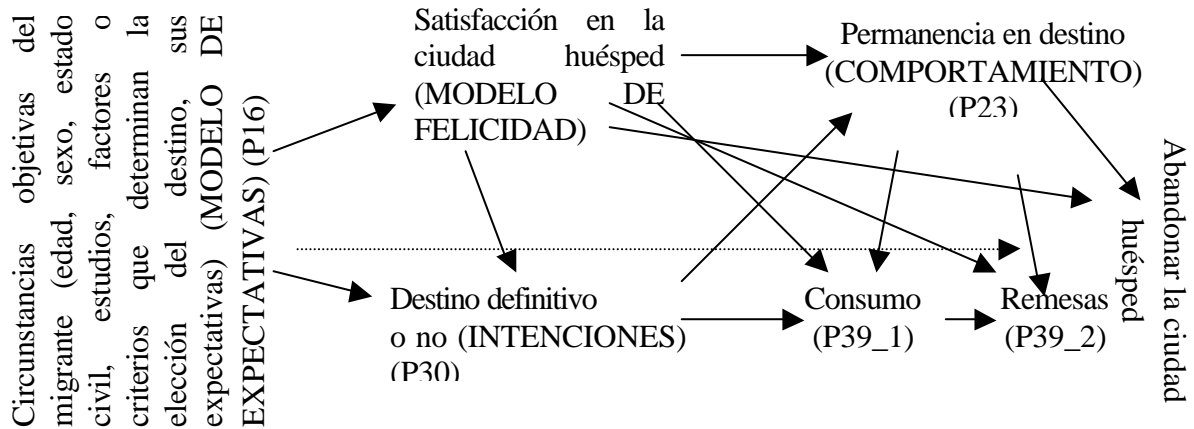 Circunstancias objetivas del
migrante (edad, sexo, estado
civil, estudios, factores o
criterios que determinan la
elección del destino, sus
expectativas) (MODELO DE
EXPECTATIVAS) (P16)
Satisfacción en la
ciudad huésped
(MODELO DE
FELICIDAD)
Permanencia en destino
(COMPORTAMIENTO)
(P23)
Destino definitivo
o no (INTENCIONES)
(P30)
Consumo
(P39_1)
Remesas
(P39_2)
Abandonar la ciudad
huésped